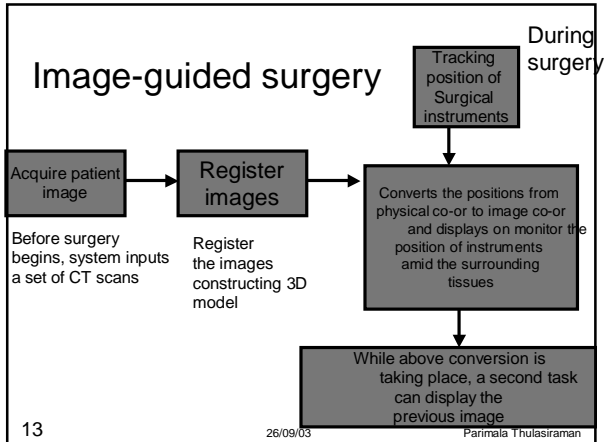 Image-guided surgery
During
surgery
Tracking
position of
Surgical
instruments
Acquire patient
image
Register
images
Converts the positions from
physical co-or to image co-or
and displays on monitor the
position of instruments
amid the surrounding
tissues
Before surgery
begins, system inputs
a set of CT scans
Register
the images
constructing 3D
model
While above conversion is
taking place, a second task
can display the
previous image
13
26/09/03
Parimala Thulasiraman